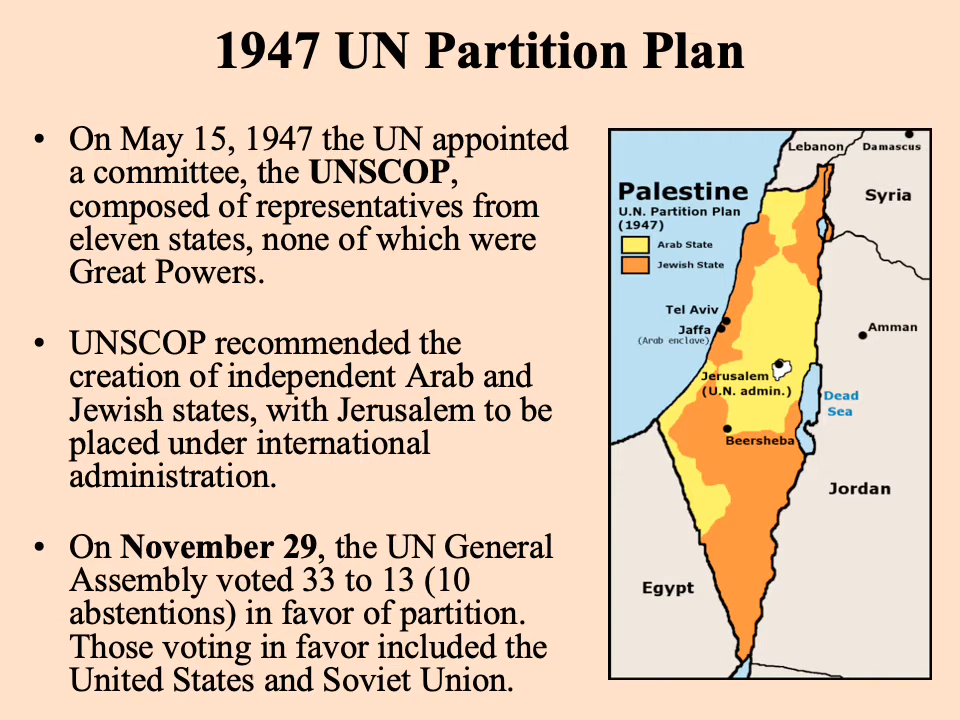 1947 UN Partition Plan
• On May 15, 1947 the UN appointed
a committee, the UNSCOP,
composed of representatives from
eleven states, none of which were
Great Powers.
• UNSCOP recommended the
creation of independent Arab and
Jewish states, with Jerusalem to be
placed under international
administration.
• On November 29, the UN General
Assembly voted 33 to 13 (10
abstentions) in favor of partition.
Those voting in favor included the
United States and Soviet Union.
Lebanon
Damascus
Syria
Palestine
U.N. Partition Plan
(1947)
Arab State
Jewish State
Tel Aviv
Jaffa
(Arab enclave)
Amman
Jerusalem
(U.N. admin.)
Dead
Sea
Beersheba
Jordan
Egypt